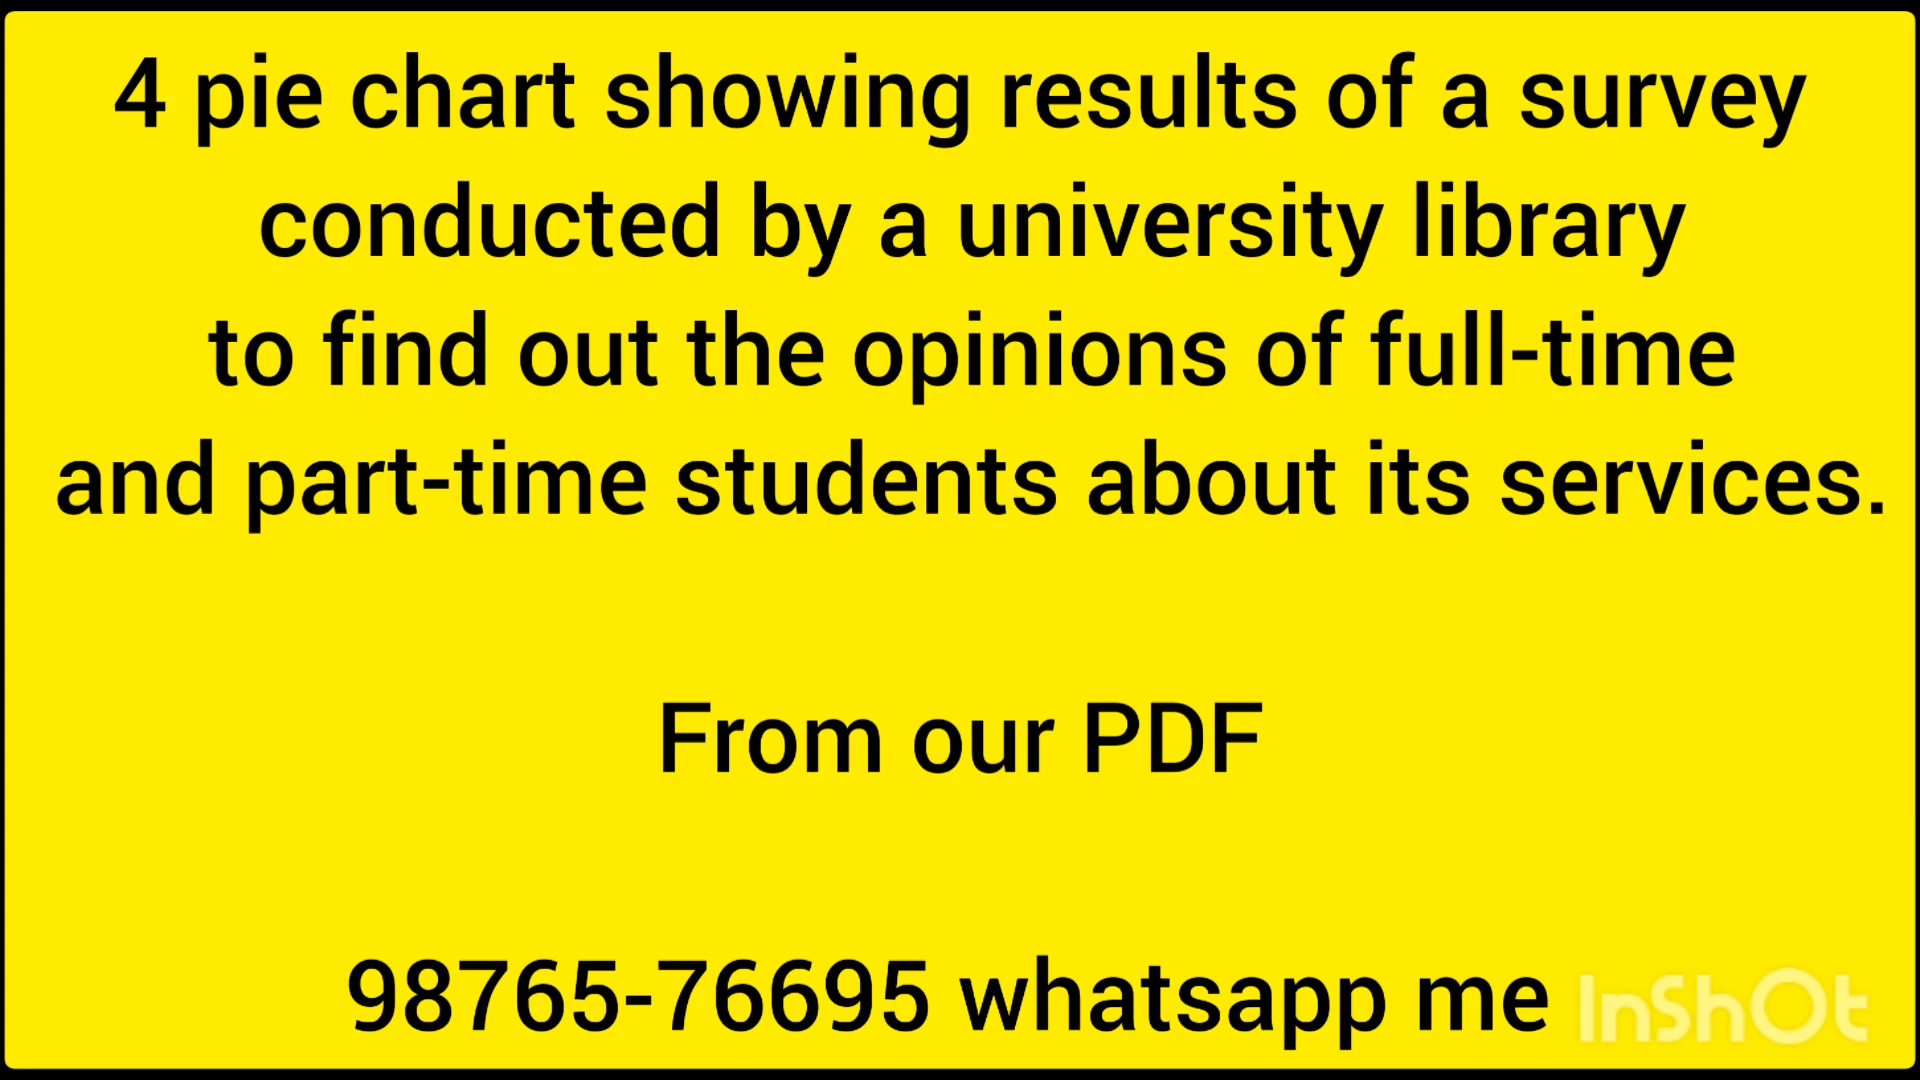 4 pie chart showing results of a survey
conducted by a university library
to find out the opinions of full-time
and part-time students about its services.
From our PDF
98765-76695 whatsapp me
InShOt